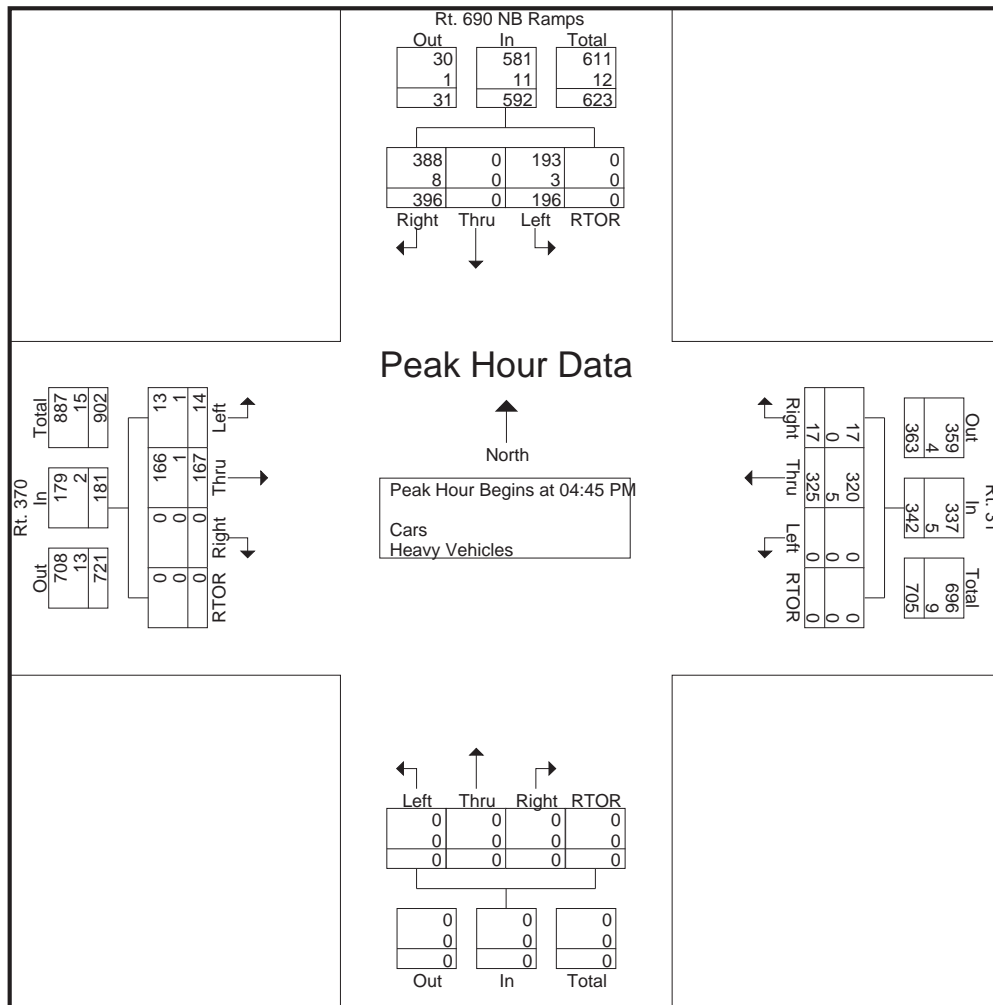 Rt. 690 NB Ramps
Out In Total
30 581 611
1 11 12
31 592 623
388 0 193 0
8 0 3 0
396 0 196 0
Right Thru Left RTOR
Peak Hour Data
North
Peak Hour Begins at 04:45 PM
Cars
Heavy Vehicles
Rt. 370
Out In Total
708 179 887
13 2 15
721 181 902
13 166 0 0
1 1 0 0
14 167 0 0
Left Thru Right RTOR
Out In Total
359 337 696
4 5 9
363 342 705
17 320 0 0
0 5 0 0
17 325 0 0
Right Thru Left RTOR
Left Thru Right RTOR
0 0 0 0
0 0 0 0
0 0 0 0
0 0 0
0 0 0
0 0 0
Out In Total